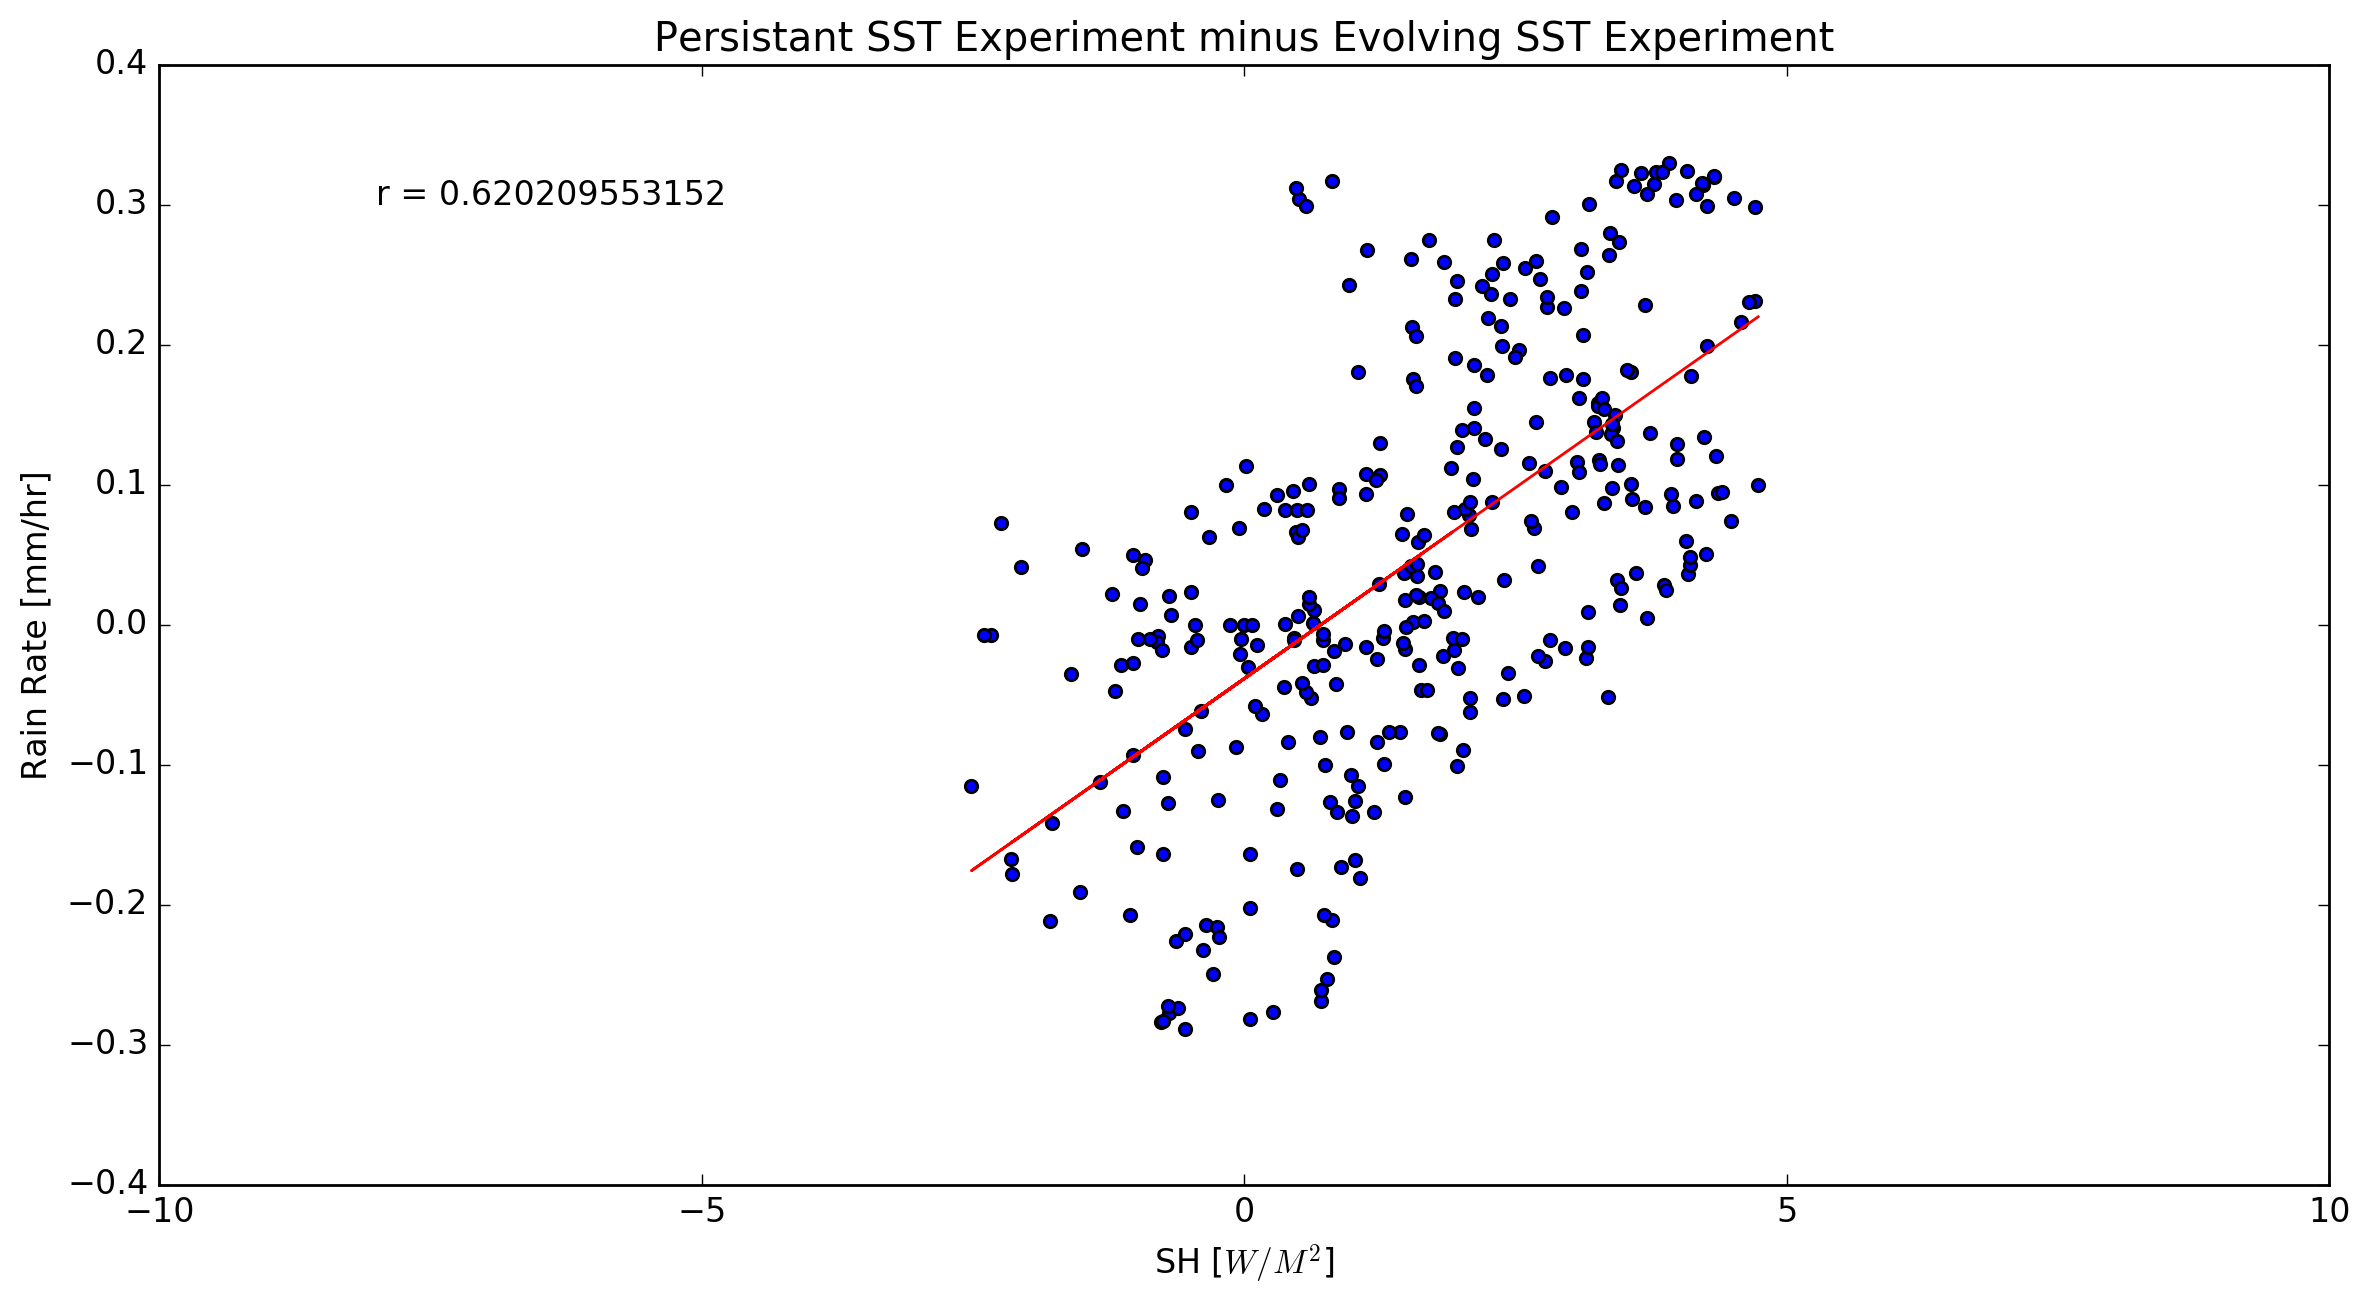 Persistant SST Experiment minus Evolving SST Experiment
r = 0.620209553152
Rain Rate [mm/hr]
0.4
0.3
0.2
0.1
0.0
−0.1
−0.2
−0.3
−0.4
−10 −5 0 5 10
SH [W/M²]